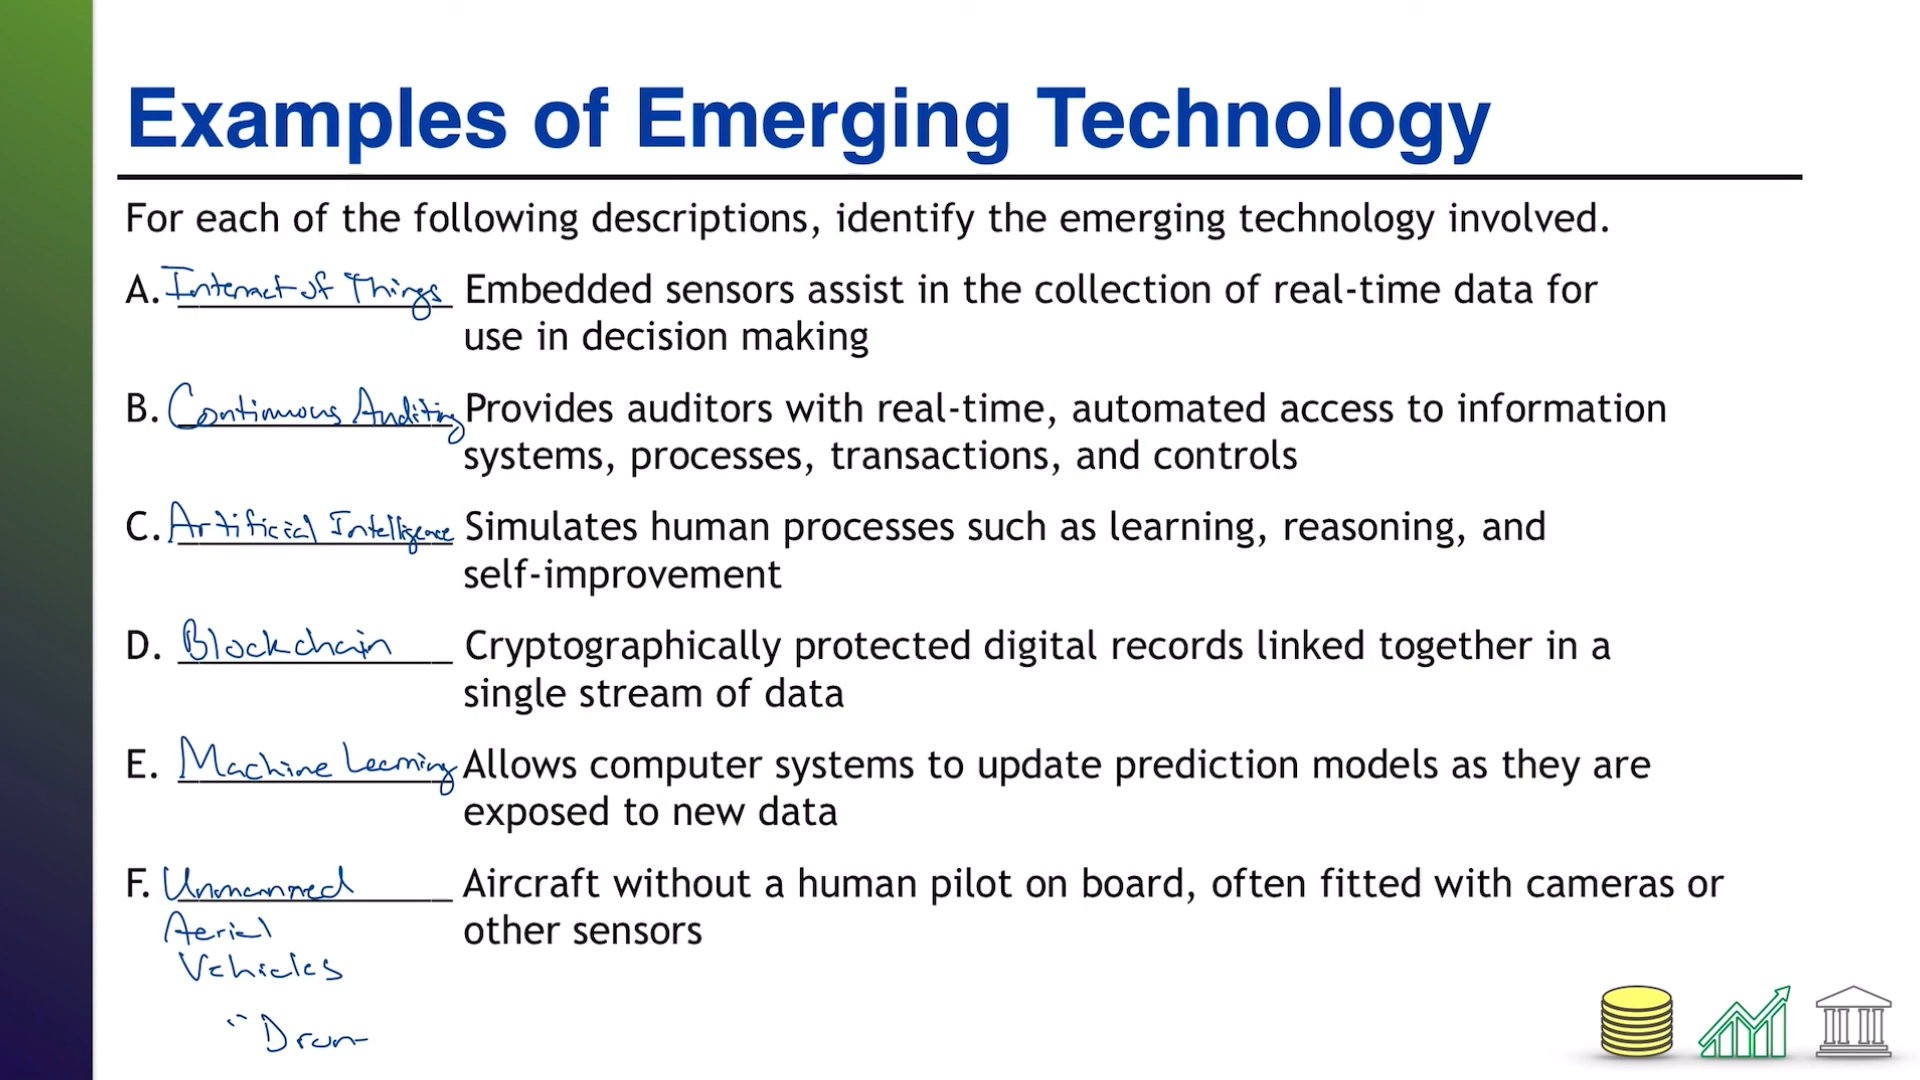 Examples of Emerging Technology
For each of the following descriptions, identify the emerging technology involved.
A. Internet of Things Embedded sensors assist in the collection of real-time data for
use in decision making
B. Continuous Auditing Provides auditors with real-time, automated access to information
systems, processes, transactions, and controls
C. Artificial Intelligence Simulates human processes such as learning, reasoning, and
self-improvement
D. Blockchain Cryptographically protected digital records linked together in a
single stream of data
E. Machine Learning Allows computer systems to update prediction models as they are
exposed to new data
F. Unmanned Aircraft without a human pilot on board, often fitted with cameras or
Aerial other sensors
Vehicles
"Dron